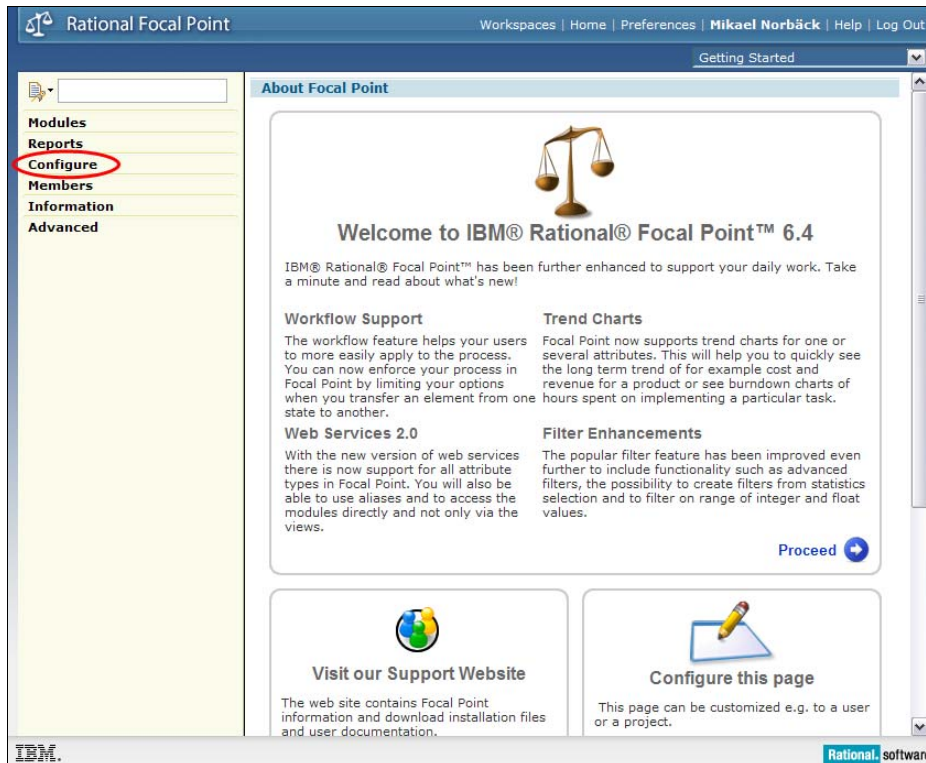 Rational Focal Point
Workspaces | Home | Preferences | Mikael Norbäck | Help | Log Out
Getting Started
Modules
Reports
Configure
Members
Information
Advanced
About Focal Point
Welcome to IBM® Rational® Focal Point™ 6.4
IBM® Rational® Focal Point™ has been further enhanced to support your daily work. Take
a minute and read about what's new!
Workflow Support
The workflow feature helps your users
to more easily apply to the process.
You can now enforce your process in
Focal Point by limiting your options
when you transfer an element from one
state to another.
Trend Charts
Focal Point now supports trend charts for one or
several attributes. This will help you to quickly see
the long term trend of for example cost and
revenue for a product or see burndown charts of
hours spent on implementing a particular task.
Web Services 2.0
With the new version of web services
there is now support for all attribute
types in Focal Point. You will also be
able to use aliases and to access the
modules directly and not only via the
views.
Filter Enhancements
The popular filter feature has been improved even
further to include functionality such as advanced
filters, the possibility to create filters from statistics
selection and to filter on range of integer and float
values.
Proceed
Visit our Support Website
The web site contains Focal Point
information and download installation files
and user documentation.
Configure this page
This page can be customized e.g. to a user
or a project.
IBM.
Rational. software